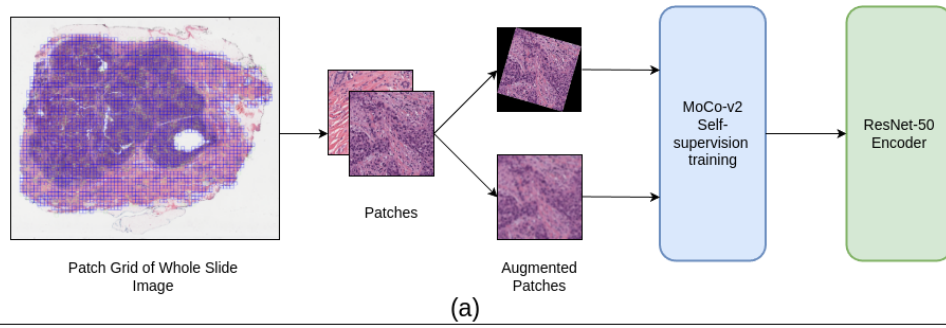 Patch Grid of Whole Slide
Image
Patches
Augmented
Patches
MoCo-v2
Self-
supervision
training
ResNet-50
Encoder
(a)